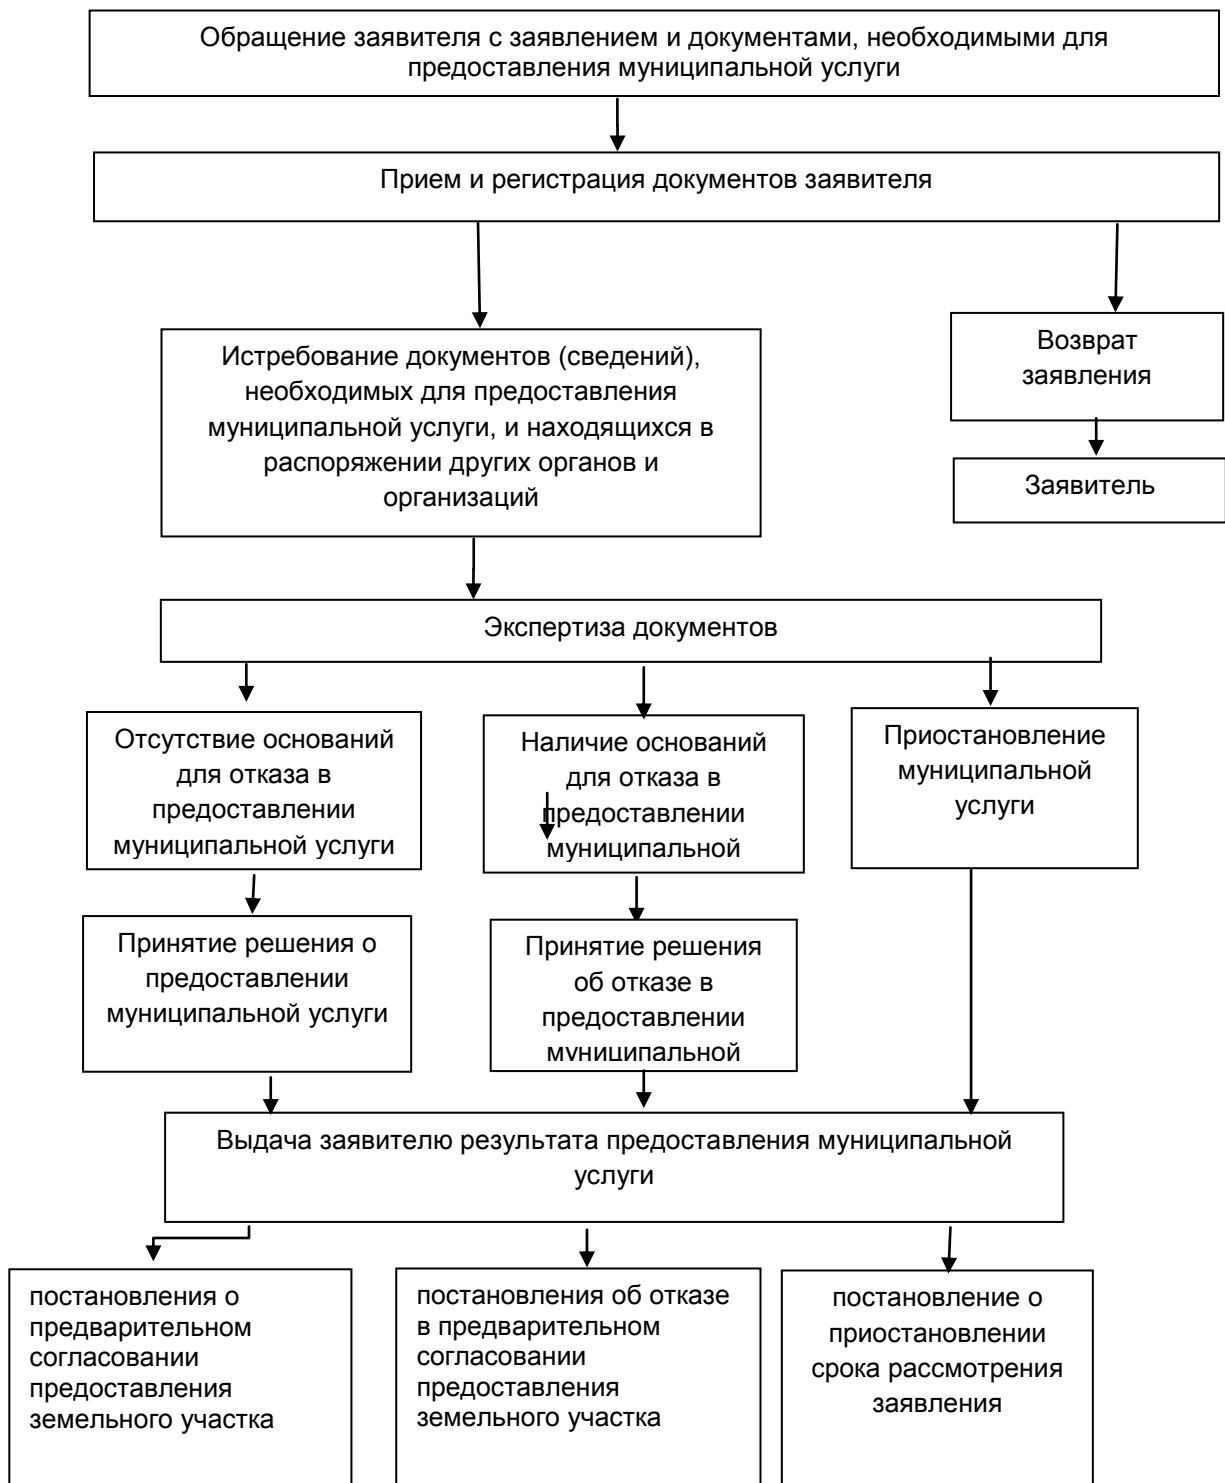 Обращение заявителя с заявлением и документами, необходимыми для
предоставления муниципальной услуги
Прием и регистрация документов заявителя
Истребование документов (сведений),
необходимых для предоставления
муниципальной услуги, и находящихся в
распоряжении других органов и
организаций
Возврат
заявления
Заявитель
Экспертиза документов
Отсутствие оснований
для отказа в
предоставлении
муниципальной услуги
Наличие оснований
для отказа в
предоставлении
муниципальной
Приостановление
муниципальной
услуги
Принятие решения о
предоставлении
муниципальной услуги
Принятие решения
об отказе в
предоставлении
муниципальной
Выдача заявителю результата предоставления муниципальной
услуги
постановления о
предварительном
согласовании
предоставления
земельного участка
постановления об отказе
в предварительном
согласовании
предоставления
земельного участка
постановление о
приостановлении
срока рассмотрения
заявления